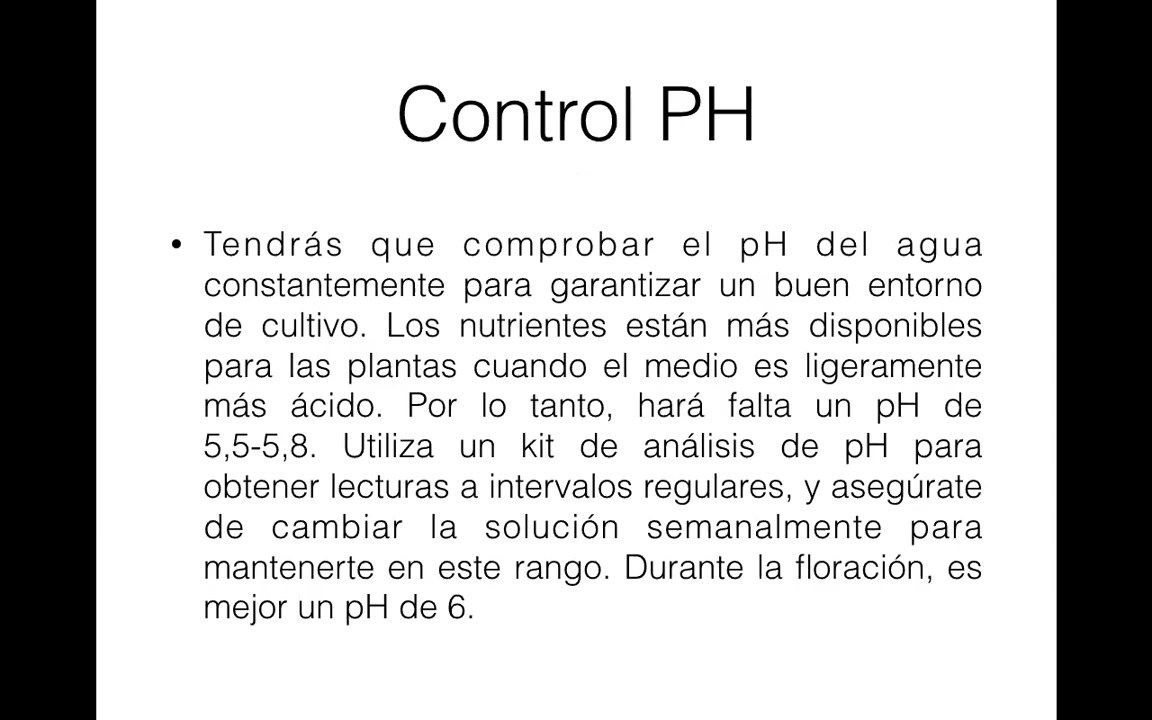 Control PH
• Tendrás que comprobar el pH del agua
constantemente para garantizar un buen entorno
de cultivo. Los nutrientes están más disponibles
para las plantas cuando el medio es ligeramente
más ácido. Por lo tanto, hará falta un pH de
5,5-5,8. Utiliza un kit de análisis de pH para
obtener lecturas a intervalos regulares, y asegúrate
de cambiar la solución semanalmente para
mantenerte en este rango. Durante la floración, es
mejor un pH de 6.